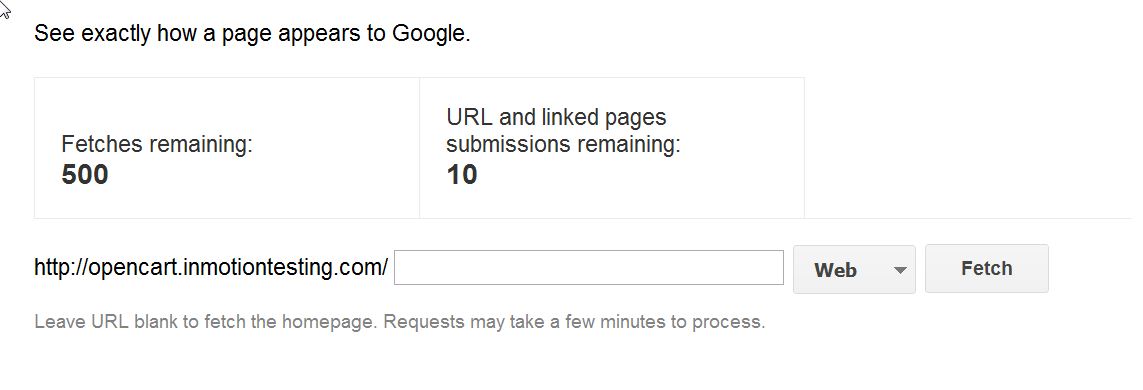 See exactly how a page appears to Google.
Fetches remaining:
500
URL and linked pages
submissions remaining:
10
http://opencart.inmotiontesting.com/
Web
Fetch
Leave URL blank to fetch the homepage. Requests may take a few minutes to process.